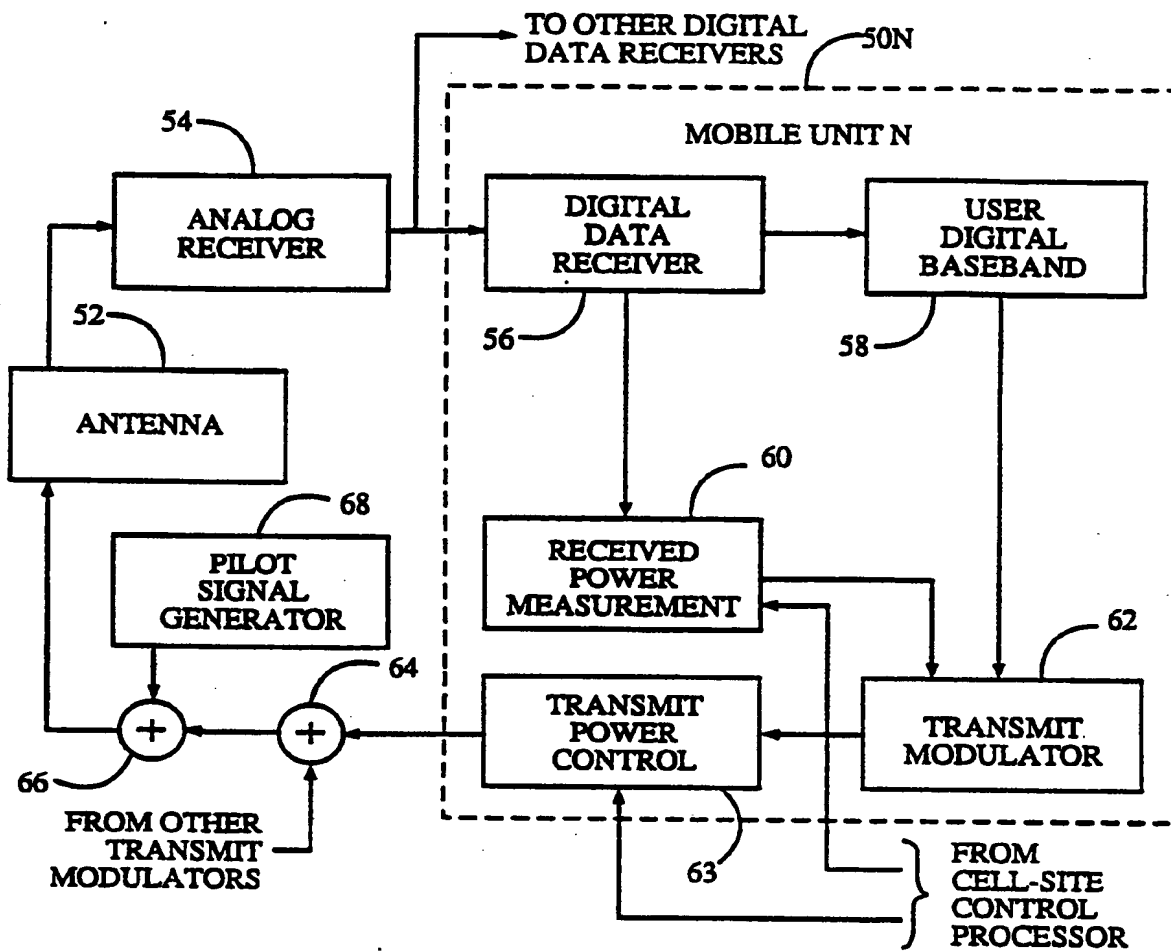 TO OTHER DIGITAL
DATA RECEIVERS
50N
MOBILE UNIT N
54
ANALOG
RECEIVER
DIGITAL
DATA
RECEIVER
USER
DIGITAL
BASEBAND
52
56
58
ANTENNA
60
68
PILOT
SIGNAL
GENERATOR
RECEIVED
POWER
MEASUREMENT
62
64
+
+
TRANSMIT
POWER
CONTROL
TRANSMIT
MODULATOR
66
FROM OTHER
TRANSMIT
MODULATORS
63
FROM
CELL-SITE
CONTROL
PROCESSOR